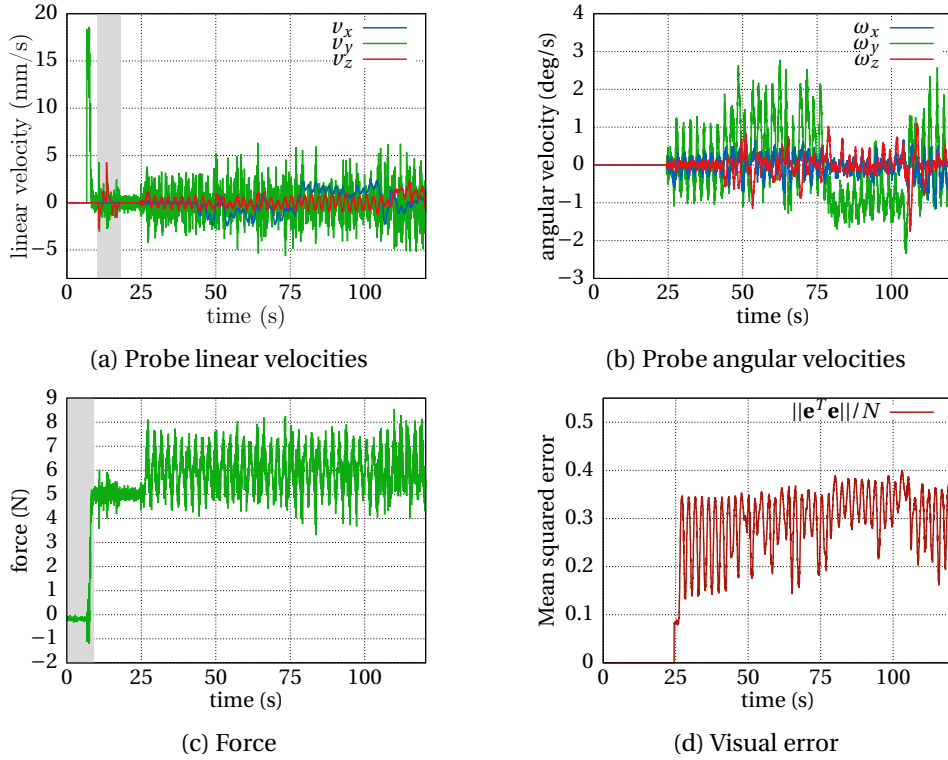 linear velocity (mm/s)
20
15
10
5
0
−5
v_x
v_y
v_z
0 25 50 75 100
time (s)
(a) Probe linear velocities
angular velocity (deg/s)
4
3
2
1
0
−1
−2
−3
ω_x
ω_y
ω_z
0 25 50 75 100
time (s)
(b) Probe angular velocities
force (N)
9
8
7
6
5
4
3
2
1
0
−1
−2
0 25 50 75 100
time (s)
(c) Force
Mean squared error
0.5
0.4
0.3
0.2
0.1
0
||e^T e||/N
0 25 50 75 100
time (s)
(d) Visual error